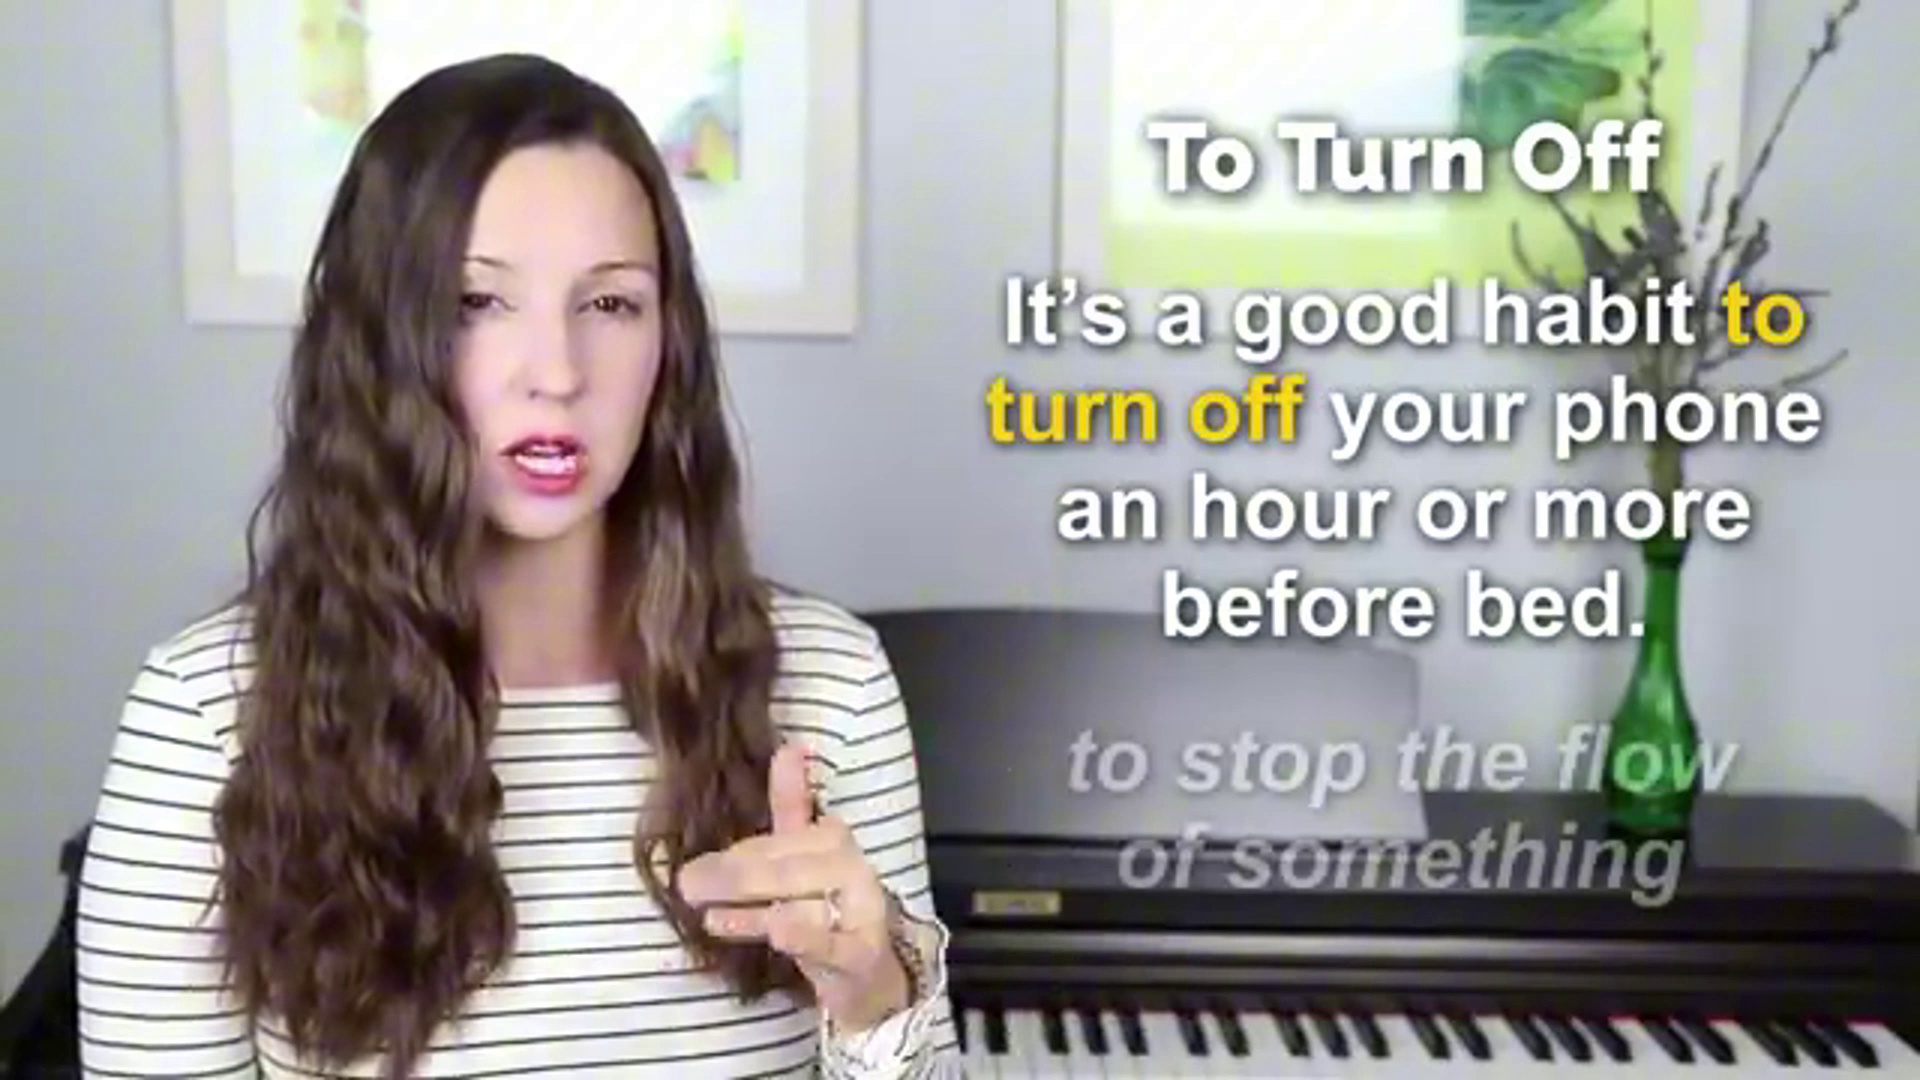 To Turn Off
It's a good habit to
turn off your phone
an hour or more
before bed.
to stop the flow
of something